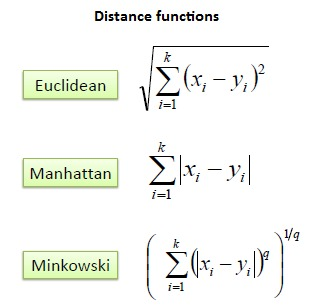 Distance functions
Euclidean
√(∑_{i=1}^{k} (x_i − y_i)²)
Manhattan
∑_{i=1}^{k} |x_i − y_i|
Minkowski
(∑_{i=1}^{k} (|x_i − y_i|)^q)^{1/q}